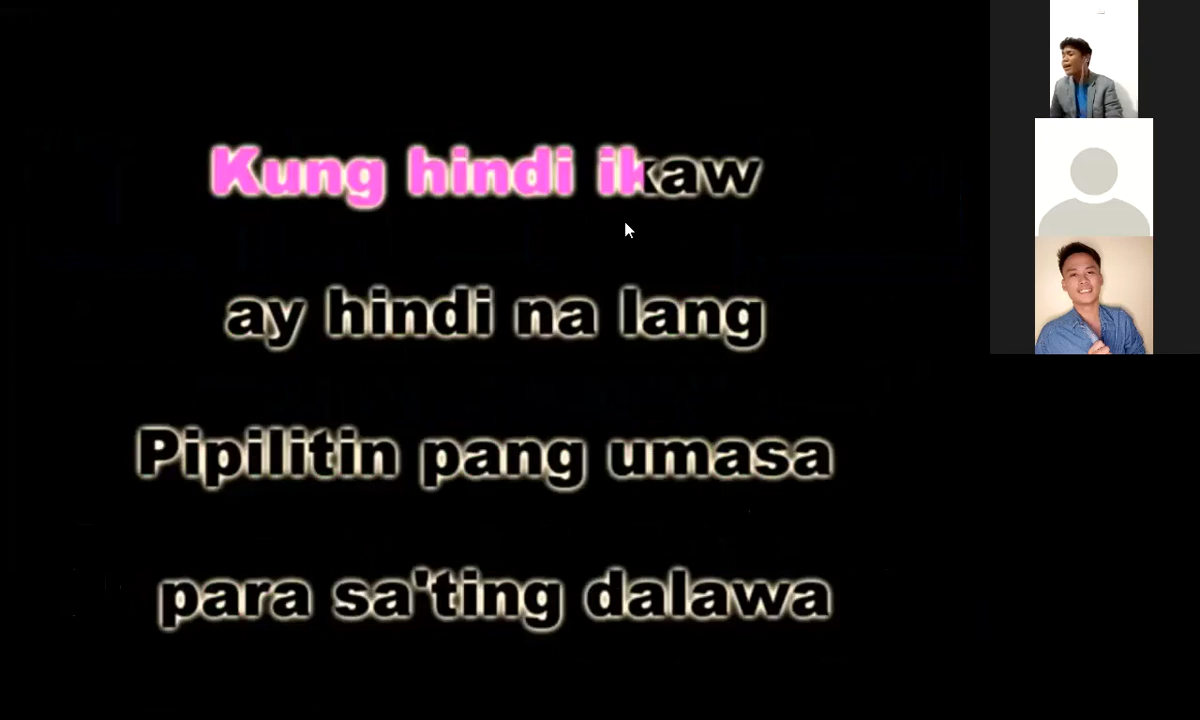 Kung hindi ikaw
ay hindi na lang
Pipilitin pang umasa
para sa'ting dalawa